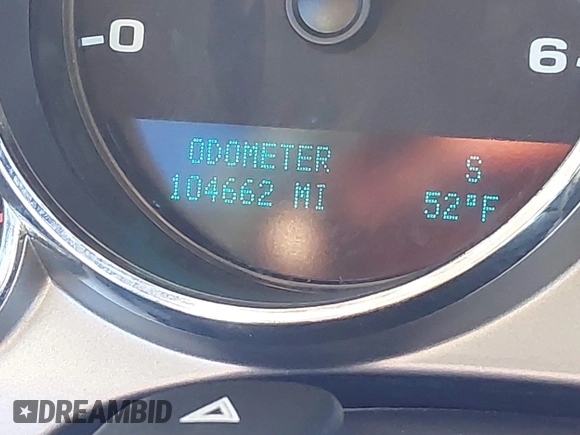 -0
6
ODOMETER S
104662 MI 52°F
DREAMBID